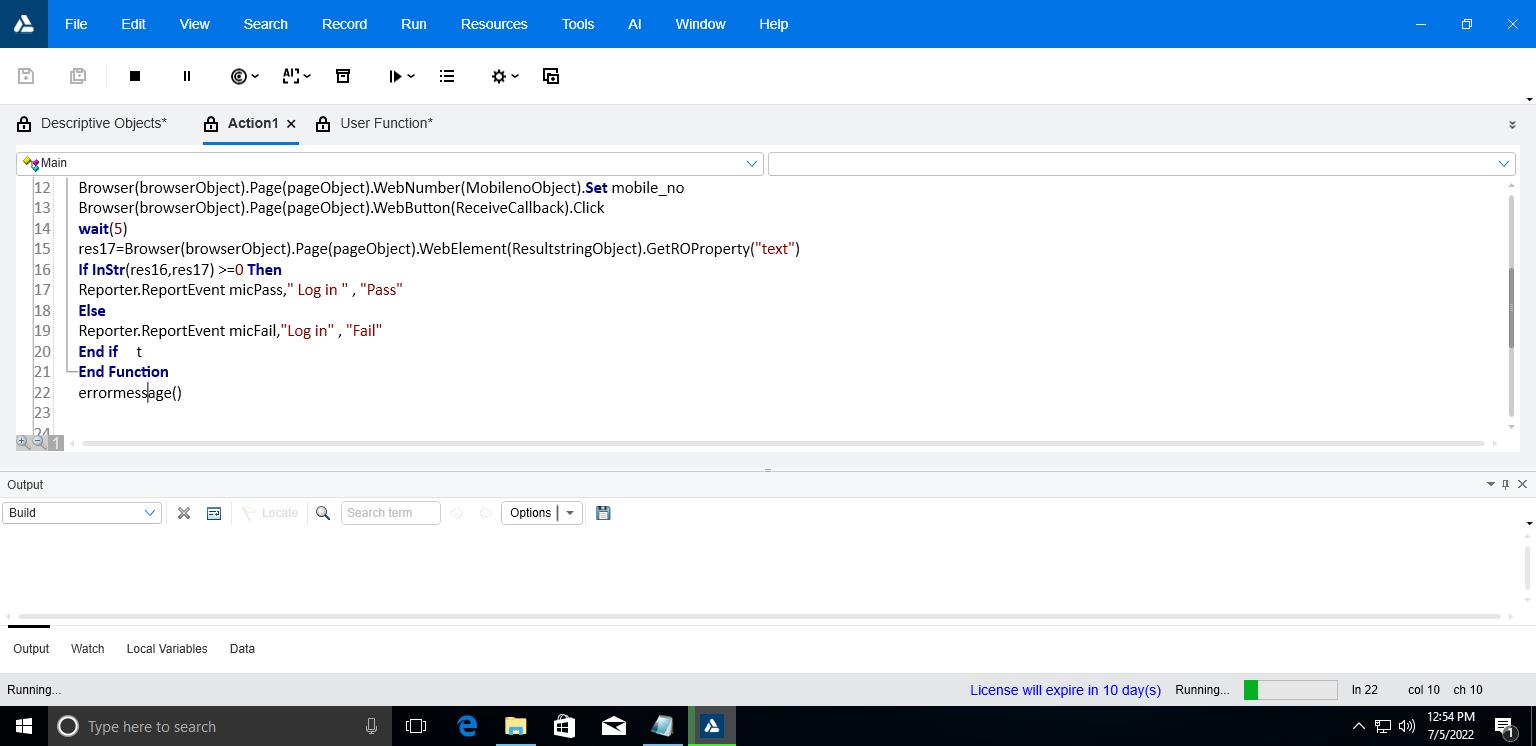 File Edit View Search Record Run Resources Tools AI Window Help
Descriptive Objects* Action1 × User Function*
Main
12 Browser(browserObject).Page(pageObject).WebNumber(MobilenoObject).Set mobile_no
13 Browser(browserObject).Page(pageObject).WebButton(ReceiveCallback).Click
14 wait(5)
15 res17=Browser(browserObject).Page(pageObject).WebElement(ResultstringObject).GetROProperty("text")
16 If InStr(res16,res17) >=0 Then
17 Reporter.ReportEvent micPass," Log in " , "Pass"
18 Else
19 Reporter.ReportEvent micFail,"Log in" , "Fail"
20 End if t
21 End Function
22 errormessage()
23
24
1
Output
Build Locate Search term Options
Output Watch Local Variables Data
Running... License will expire in 10 day(s) Running... ln 22 col 10 ch 10
Type here to search 12:54 PM
7/5/2022 1